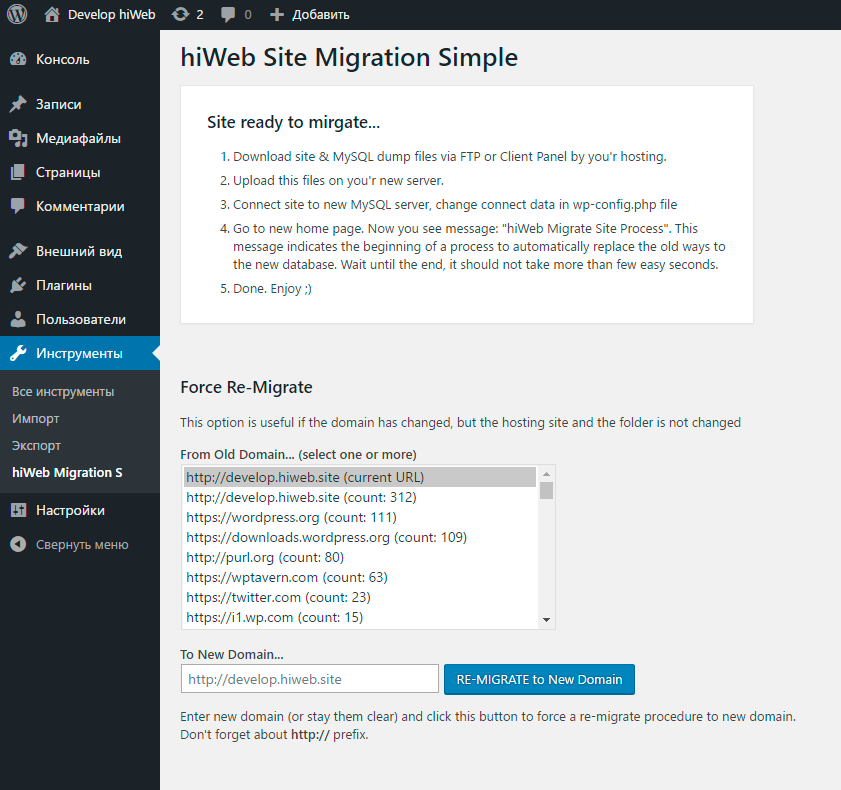 Develop hiWeb 2 0 Добавить
Консоль
Записи
Медиафайлы
Страницы
Комментарии
Внешний вид
Плагины
Пользователи
Инструменты
Все инструменты
Импорт
Экспорт
hiWeb Migration S
Настройки
Свернуть меню
hiWeb Site Migration Simple
Site ready to mirgate...
1. Download site & MySQL dump files via FTP or Client Panel by you'r hosting.
2. Upload this files on you'r new server.
3. Connect site to new MySQL server, change connect data in wp-config.php file
4. Go to new home page. Now you see message: "hiWeb Migrate Site Process". This
message indicates the beginning of a process to automatically replace the old ways to
the new database. Wait until the end, it should not take more than few easy seconds.
5. Done. Enjoy ;)
Force Re-Migrate
This option is useful if the domain has changed, but the hosting site and the folder is not changed
From Old Domain... (select one or more)
http://develop.hiweb.site (current URL)
http://develop.hiweb.site (count: 312)
https://wordpress.org (count: 111)
https://downloads.wordpress.org (count: 109)
http://purl.org (count: 80)
https://wptavern.com (count: 63)
https://twitter.com (count: 23)
https://i1.wp.com (count: 15)
To New Domain...
http://develop.hiweb.site
RE-MIGRATE to New Domain
Enter new domain (or stay them clear) and click this button to force a re-migrate procedure to new domain.
Don't forget about http:// prefix.